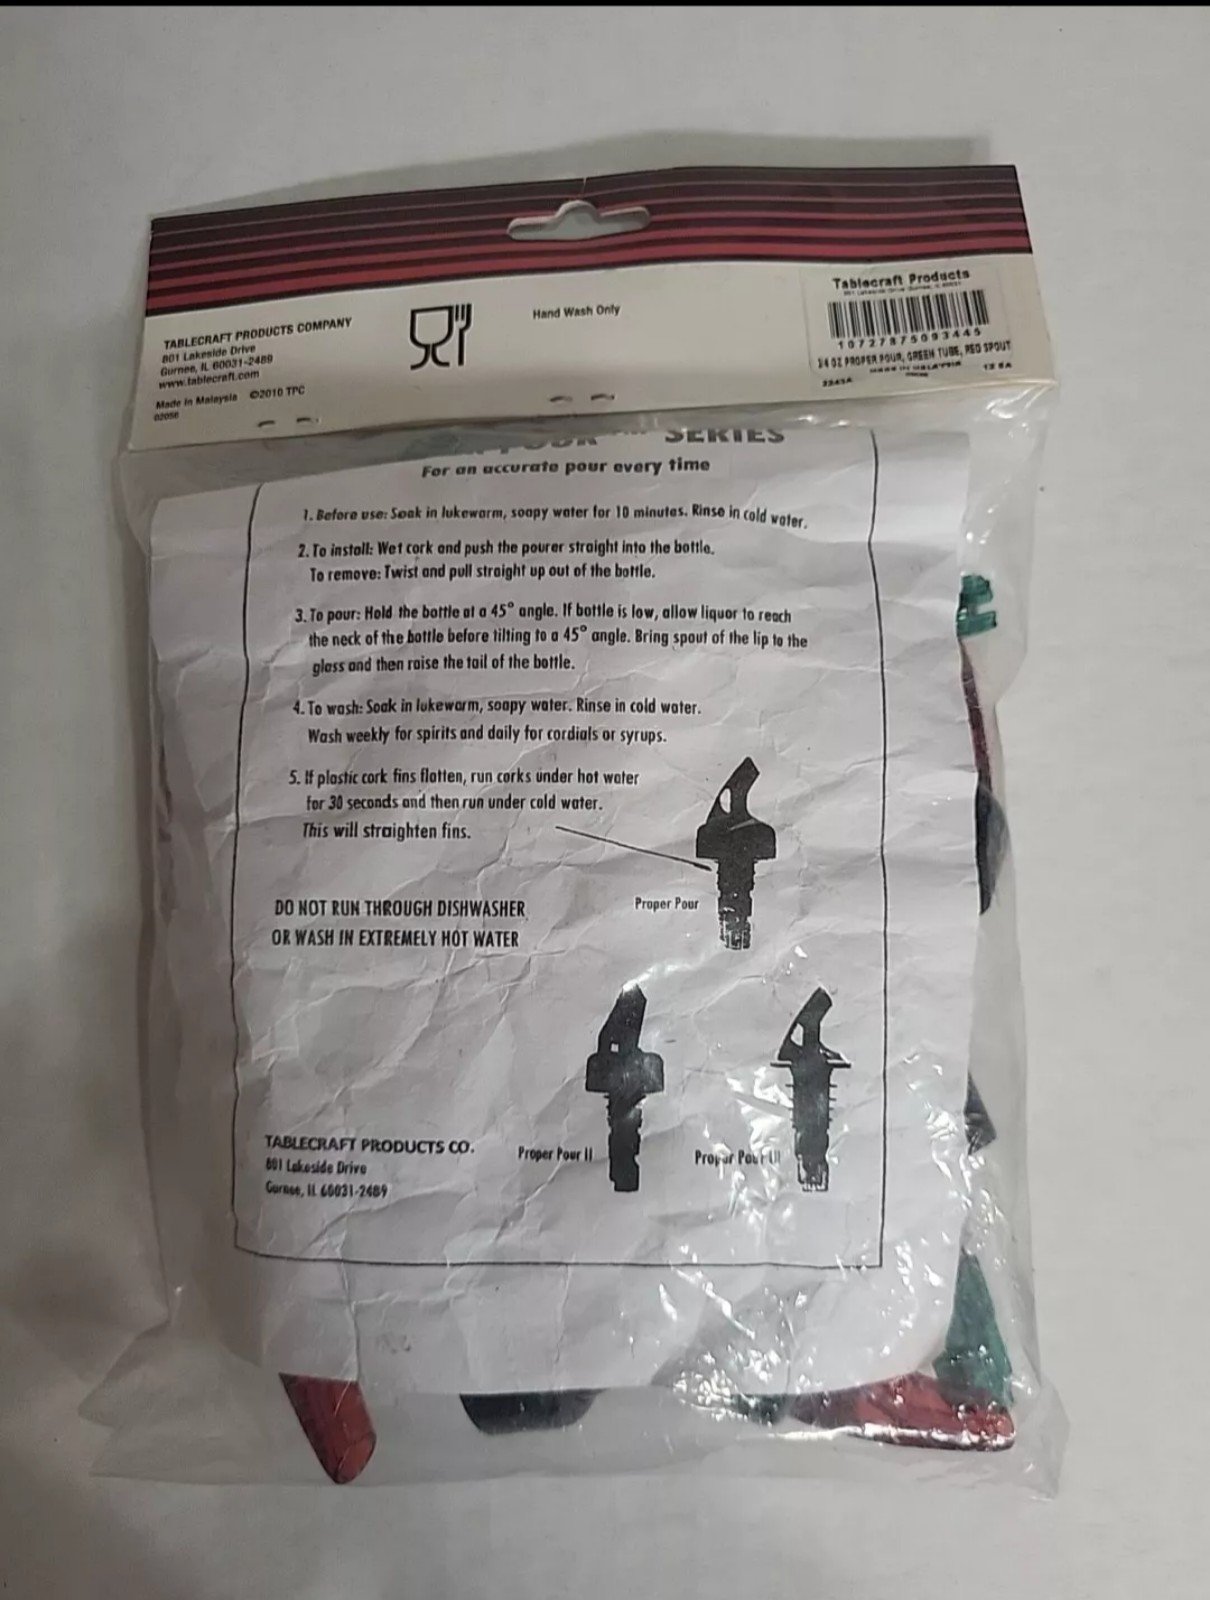 TABLECRAFT PRODUCTS COMPANY
801 Lakeside Drive
Gurnee, IL 60031-2489
www.tablecraft.com
Made in Malaysia ©2010 TPC
02056
Hand Wash Only
Tablecraft Products
10727875093445
3/4 OZ PROPER POUR, GREEN TUBE, RED SPOUT
MADE IN MALAYSIA
12 EA
SERIES
For an accurate pour every time
1. Before use: Soak in lukewarm, soapy water for 10 minutes. Rinse in cold water.
2. To install: Wet cork and push the pourer straight into the bottle.
To remove: Twist and pull straight up out of the bottle.
3. To pour: Hold the bottle at a 45° angle. If bottle is low, allow liquor to reach
the neck of the bottle before tilting to a 45° angle. Bring spout of the lip to the
glass and then raise the tail of the bottle.
4. To wash: Soak in lukewarm, soapy water. Rinse in cold water.
Wash weekly for spirits and daily for cordials or syrups.
5. If plastic cork fins flatten, run corks under hot water
for 30 seconds and then run under cold water.
This will straighten fins.
DO NOT RUN THROUGH DISHWASHER
OR WASH IN EXTREMELY HOT WATER
Proper Pour
Proper Pour II
Proper Pour III
TABLECRAFT PRODUCTS CO.
801 Lakeside Drive
Gurnee, IL 60031-2489